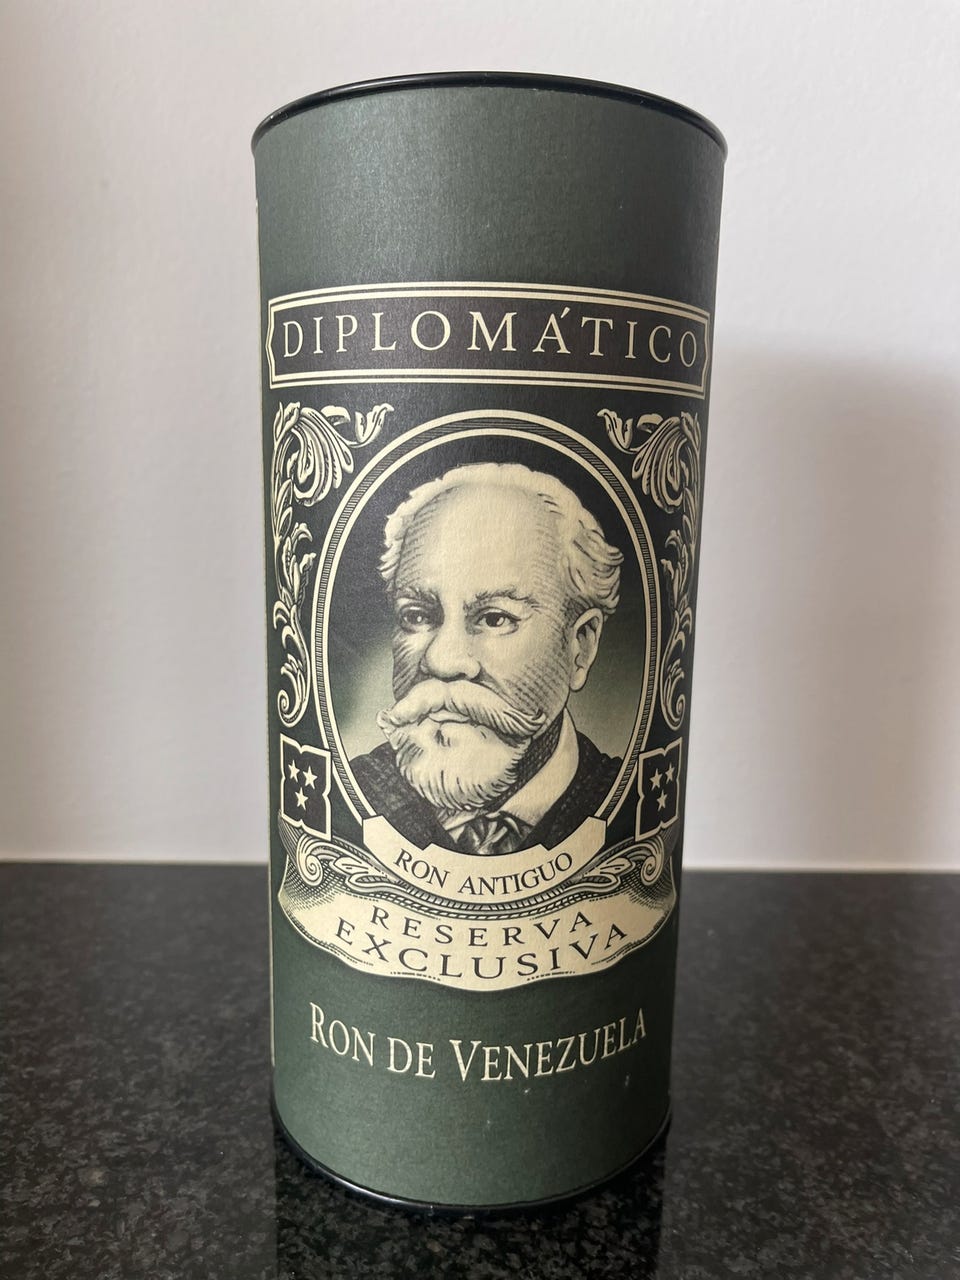 DIPLOMÁTICO
RON ANTIGUO
RESERVA
EXCLUSIVA
RON DE VENEZUELA